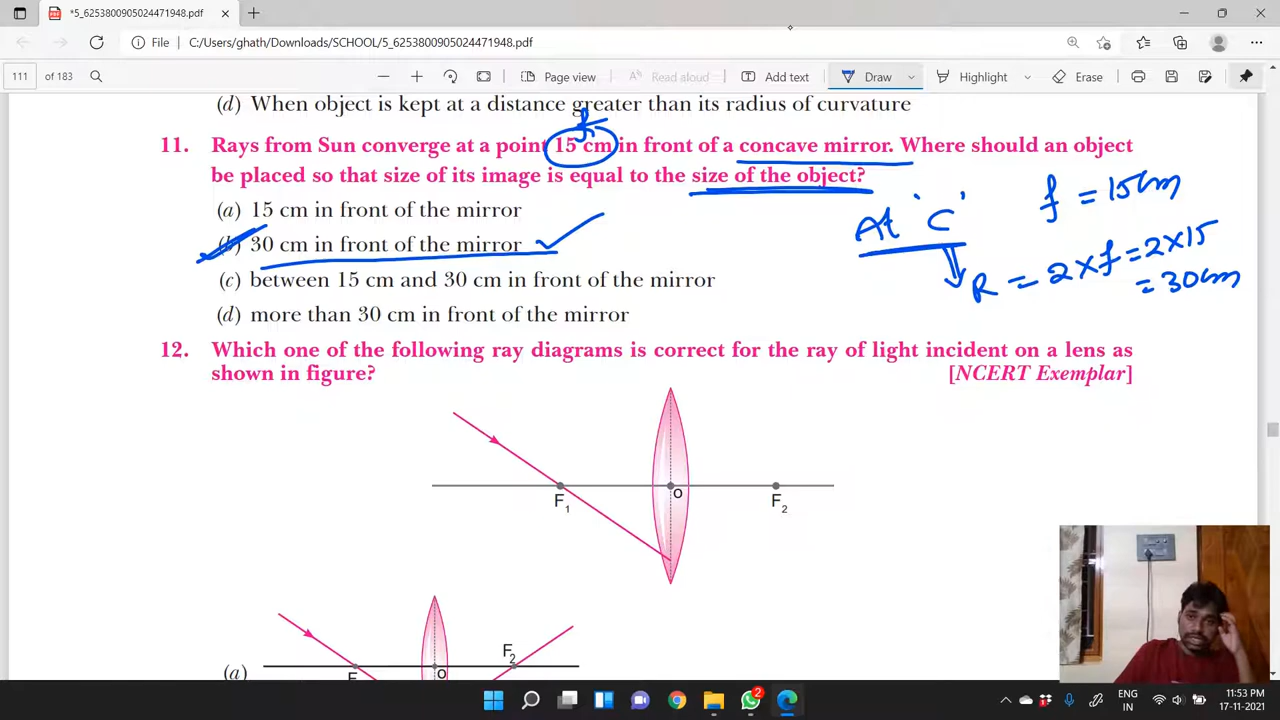 *5_6253800905024471948.pdf
File C:/Users/ghath/Downloads/SCHOOL/5_6253800905024471948.pdf
111 of 183 Page view Read aloud Add text Draw Highlight Erase
(d) When object is kept at a distance greater than its radius of curvature
f
11. Rays from Sun converge at a point 15 cm in front of a concave mirror. Where should an object
be placed so that size of its image is equal to the size of the object?
(a) 15 cm in front of the mirror
(b) 30 cm in front of the mirror
(c) between 15 cm and 30 cm in front of the mirror
(d) more than 30 cm in front of the mirror
At 'C'
f = 15cm
R = 2×f = 2×15
= 30cm
12. Which one of the following ray diagrams is correct for the ray of light incident on a lens as
shown in figure? [NCERT Exemplar]
F1 O F2
(a) F O F2
2
ENG
IN
11:53 PM
17-11-2021